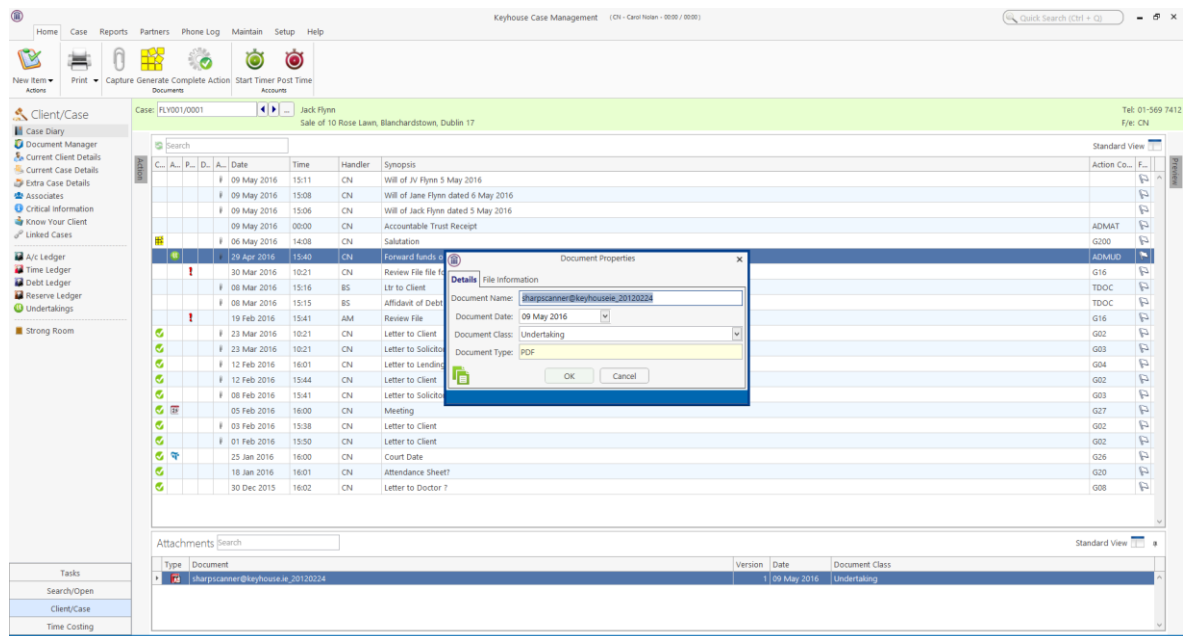 Keyhouse Case Management (CN - Carol Nolan - 0000 / 0000)
Quick Search (Ctrl + Q)
Home Case Reports Partners Phone Log Maintain Setup Help
New Item Print Capture Generate Complete Action Start Timer Post Time
Actions Documents Accounts
Client/Case
Case Diary
Document Manager
Current Client Details
Current Case Details
Extra Case Details
Associates
Critical Information
Know Your Client
Linked Cases
A/c Ledger
Time Ledger
Debt Ledger
Reserve Ledger
Undertakings
Strong Room
Tasks
Search/Open
Client/Case
Time Costing
Case: FLY001/0001 ... Jack Flynn Tel: 01-569 7412
Sale of 10 Rose Lawn, Blanchardstown, Dublin 17 F/e: CN
Action
Search Standard View
Preview
C... A... P... D... A... Date Time Handler Synopsis Action Co... F...
09 May 2016 15:11 CN Will of JV Flynn 5 May 2016
09 May 2016 15:08 CN Will of Jane Flynn dated 6 May 2016
09 May 2016 15:06 CN Will of Jack Flynn dated 5 May 2016
09 May 2016 00:00 CN Accountable Trust Receipt ADMAT
06 May 2016 14:08 CN Salutation G200
29 Apr 2016 15:40 CN Forward funds o ADMUD
30 Mar 2016 10:21 CN Review File file fo G16
08 Mar 2016 15:16 BS Ltr to Client TDOC
08 Mar 2016 15:15 BS Affidavit of Debt TDOC
19 Feb 2016 15:41 AM Review File G16
23 Mar 2016 10:21 CN Letter to Client G02
23 Mar 2016 10:21 CN Letter to Solicito G03
12 Feb 2016 16:01 CN Letter to Lending G04
12 Feb 2016 15:44 CN Letter to Client G02
08 Feb 2016 15:41 CN Letter to Solicito G03
05 Feb 2016 16:00 CN Meeting G27
03 Feb 2016 15:38 CN Letter to Client G02
01 Feb 2016 15:50 CN Letter to Client G02
25 Jan 2016 16:00 CN Court Date G26
18 Jan 2016 16:01 CN Attendance Sheet? G20
30 Dec 2015 16:02 CN Letter to Doctor ? G08
Document Properties
Details File Information
Document Name: sharpscanner@keyhouseie_20120224
Document Date: 09 May 2016
Document Class: Undertaking
Document Type: PDF
OK Cancel
Attachments Search Standard View
Type Document Version Date Document Class
sharpscanner@keyhouse.ie_20120224 1 09 May 2016 Undertaking